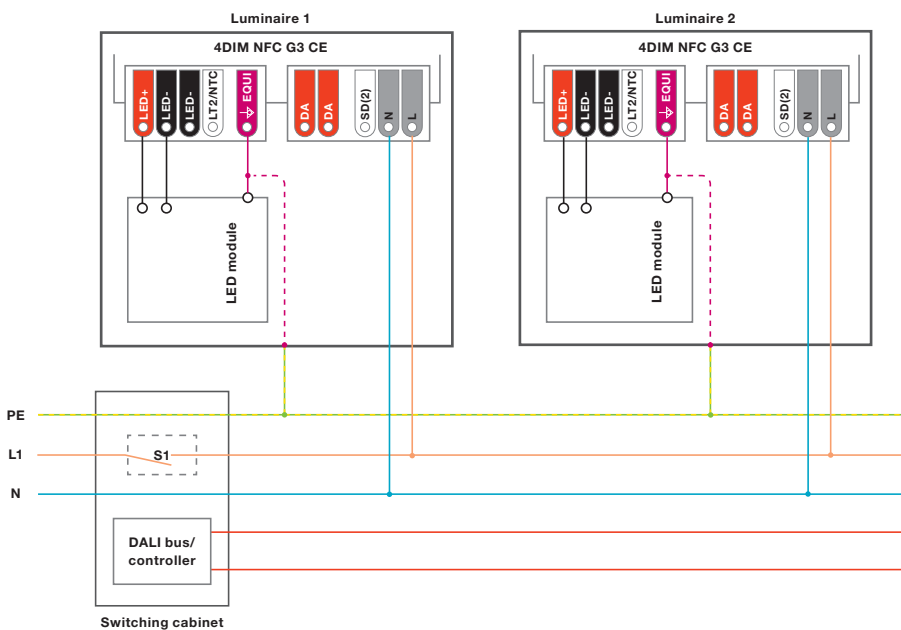 Luminaire 1
4DIM NFC G3 CE
LED+
LED-
LED-
LT2/NTC
EQUI
DA
DA
SD(2)
N
L
LED module
Luminaire 2
4DIM NFC G3 CE
LED+
LED-
LED-
LT2/NTC
EQUI
DA
DA
SD(2)
N
L
LED module
PE
L1
S1
N
DALI bus/
controller
Switching cabinet